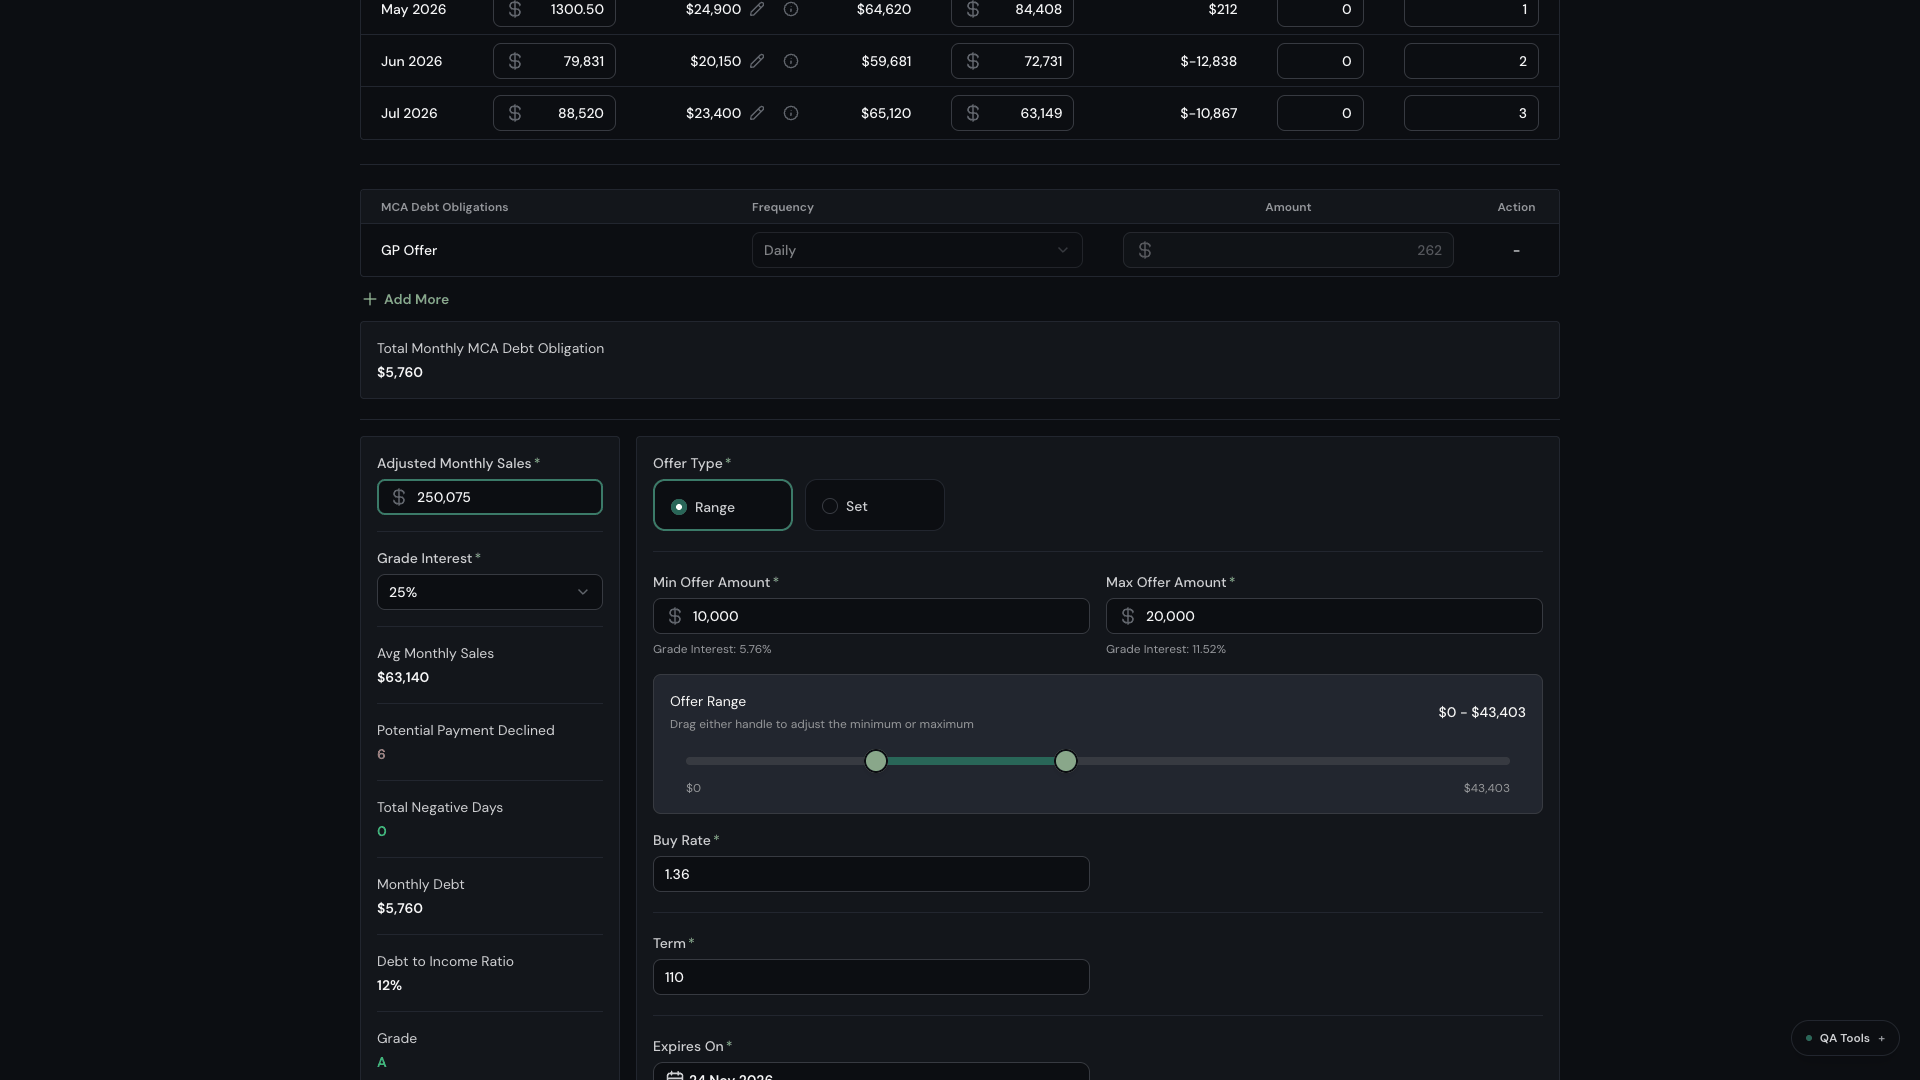 May 2026 $ 1300.50 $24,900 $64,620 $ 84,408 $212 0 1
Jun 2026 $ 79,831 $20,150 $59,681 $ 72,731 $-12,838 0 2
Jul 2026 $ 88,520 $23,400 $65,120 $ 63,149 $-10,867 0 3
MCA Debt Obligations Frequency Amount Action
GP Offer Daily $ 262 -
+ Add More
Total Monthly MCA Debt Obligation
$5,760
Adjusted Monthly Sales*
$ 250,075
Grade Interest*
25%
Avg Monthly Sales
$63,140
Potential Payment Declined
6
Total Negative Days
0
Monthly Debt
$5,760
Debt to Income Ratio
12%
Grade
A
Offer Type*
Range Set
Min Offer Amount* Max Offer Amount*
$ 10,000 $ 20,000
Grade Interest: 5.76% Grade Interest: 11.52%
Offer Range
$0 - $43,403
Drag either handle to adjust the minimum or maximum
$0 $43,403
Buy Rate*
1.36
Term*
110
Expires On*
24 Nov 2026
QA Tools +